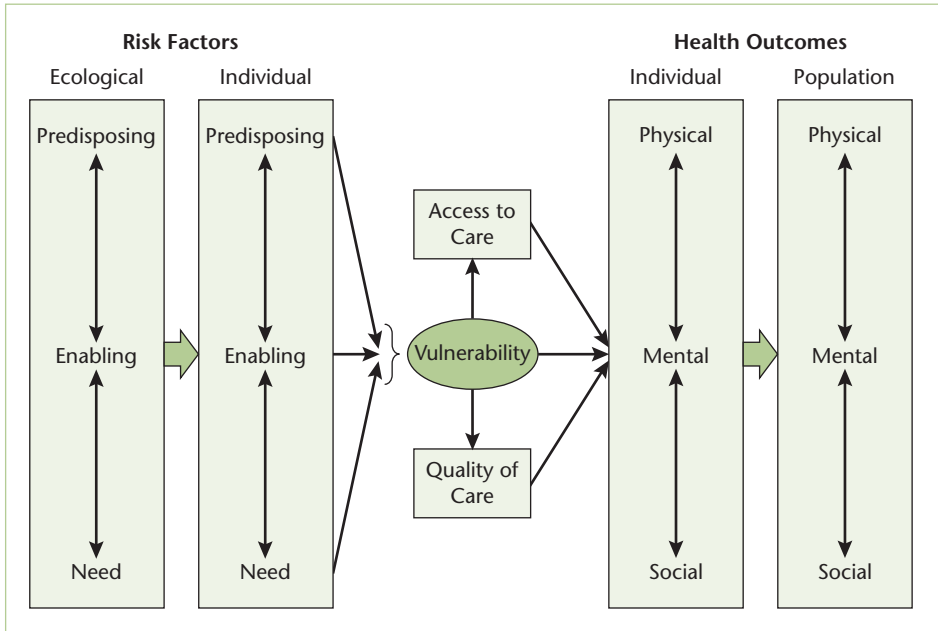 Risk Factors
Health Outcomes
Ecological
Individual
Individual
Population
Predisposing
Predisposing
Physical
Physical
Access to
Care
Enabling
Enabling
Vulnerability
Mental
Mental
Quality of
Care
Need
Need
Social
Social